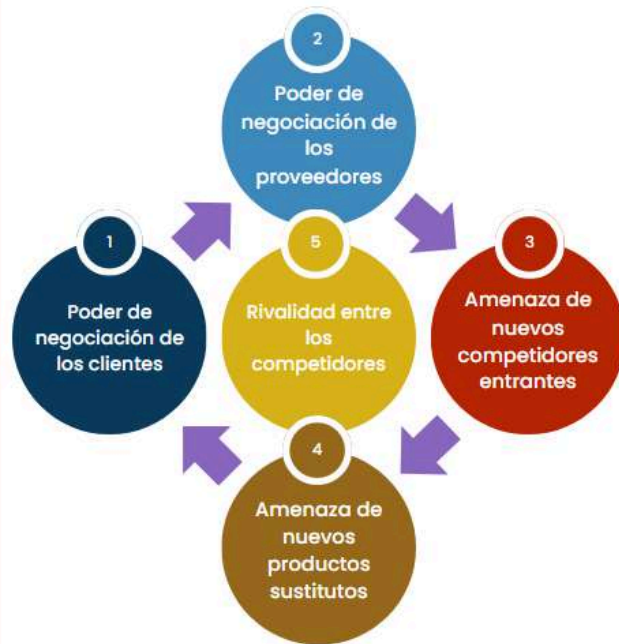 1
Poder de
negociación de
los clientes
2
Poder de
negociación de
los
proveedores
3
Amenaza de
nuevos
competidores
entrantes
4
Amenaza de
nuevos
productos
sustitutos
5
Rivalidad entre
los
competidores